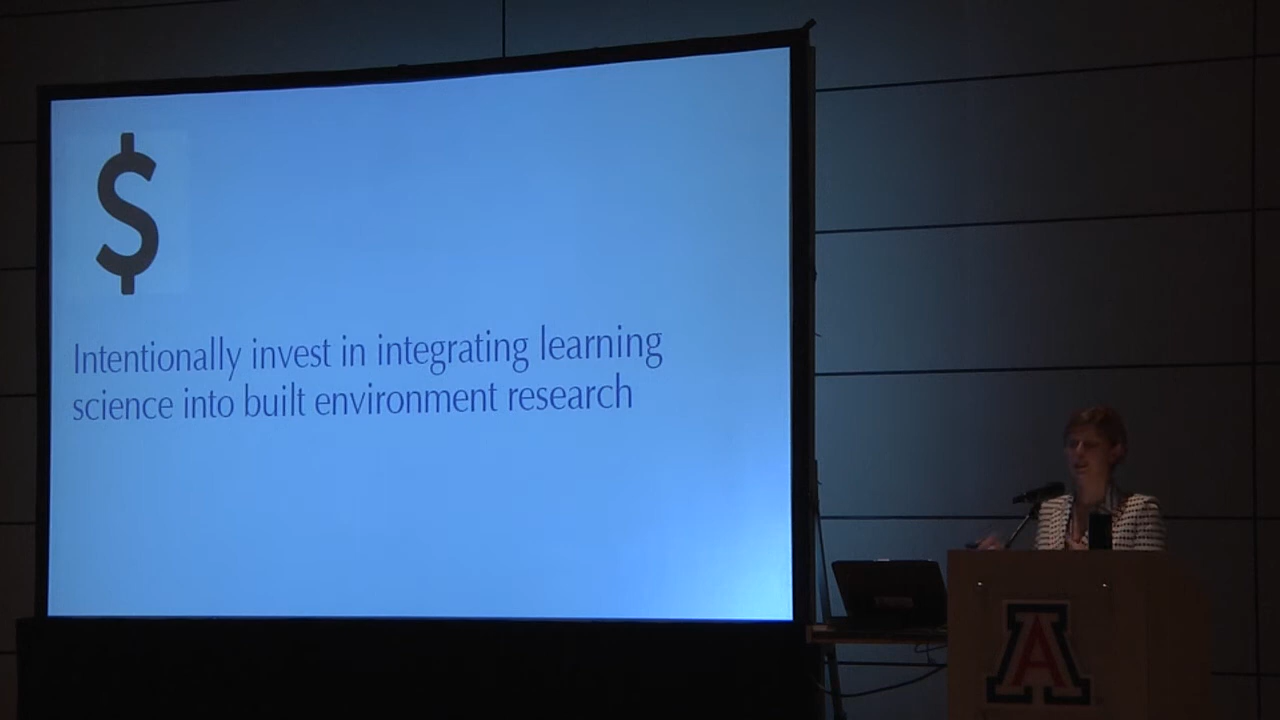 $
Intentionally invest in integrating learning
science into built environment research
A